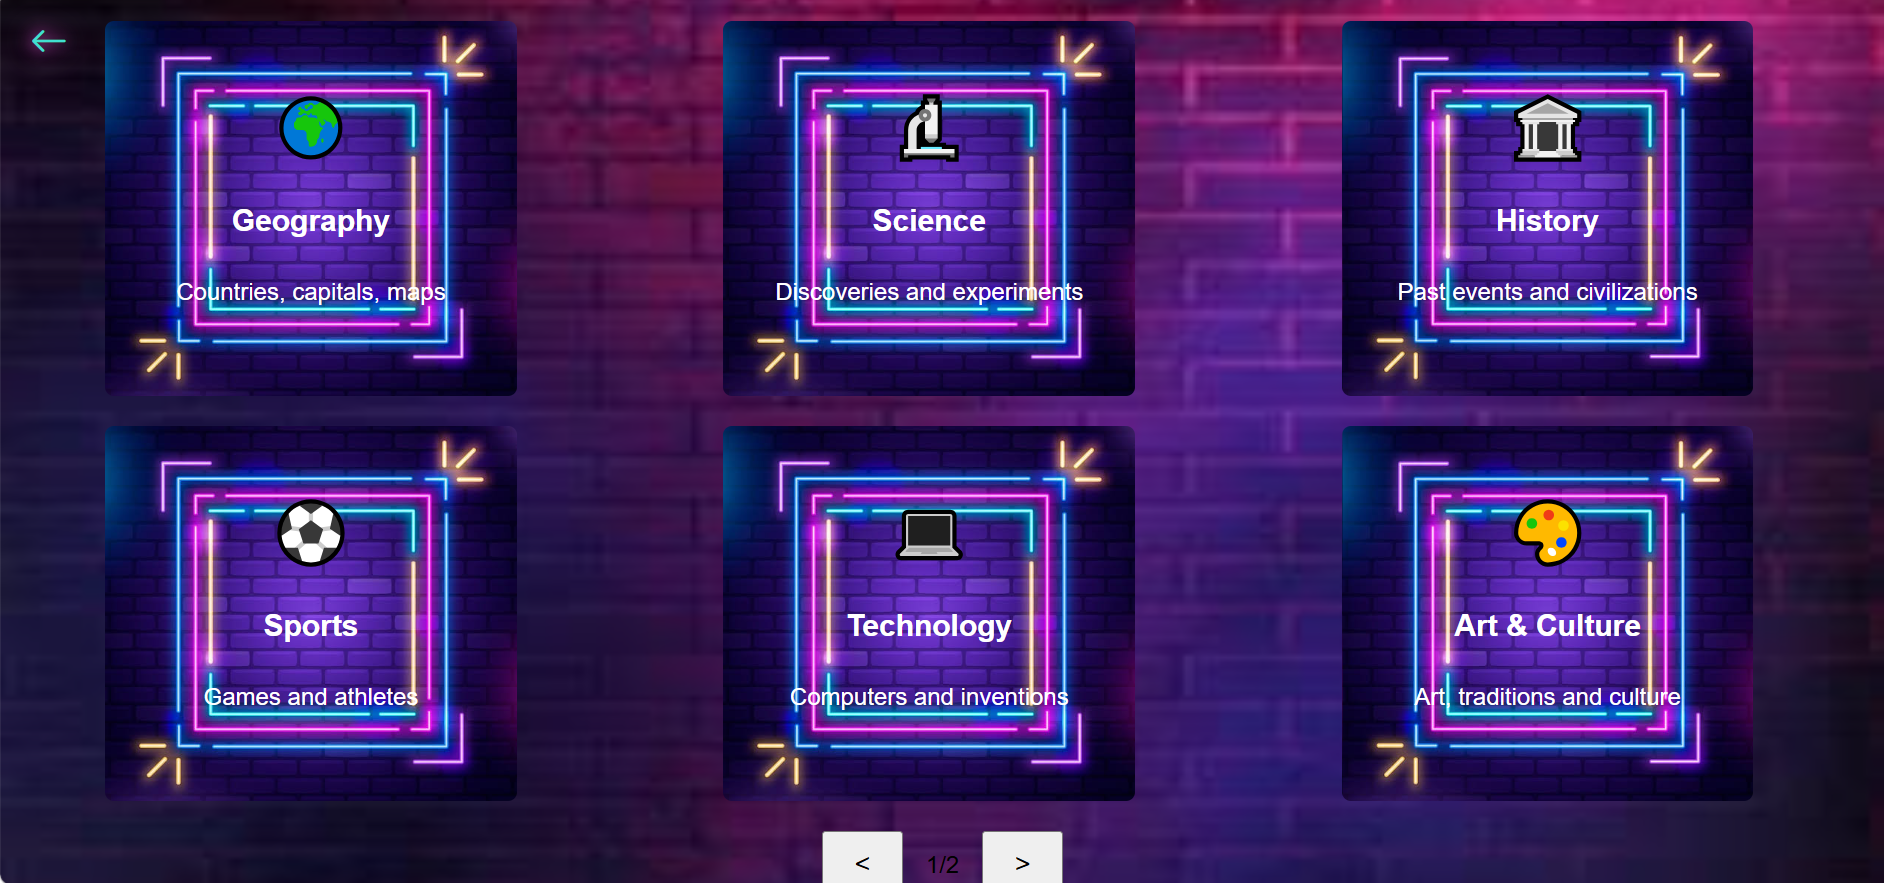 Geography
Countries, capitals, maps
Science
Discoveries and experiments
History
Past events and civilizations
Sports
Games and athletes
Technology
Computers and inventions
Art & Culture
Art, traditions and culture
< 1/2 >